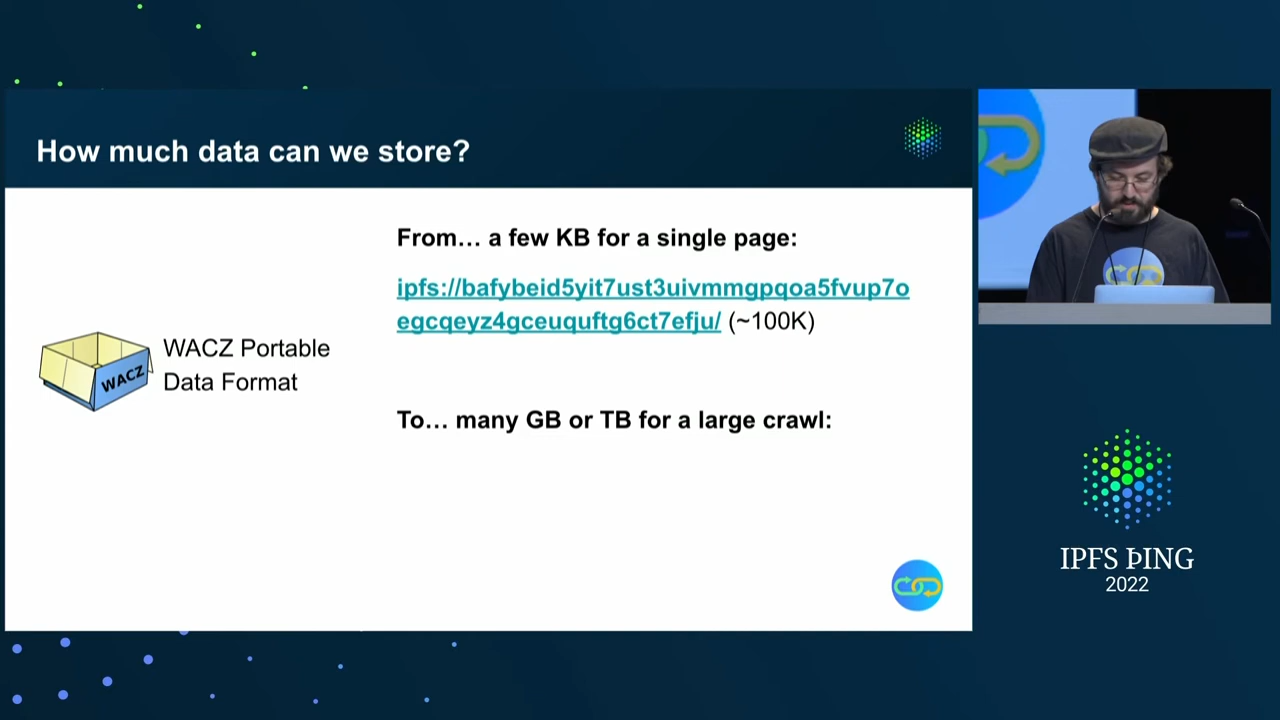 How much data can we store?
From… a few KB for a single page:
ipfs://bafybeid5yit7ust3uivmmgpqoa5fvup7o
egcqeyz4gceuquftg6ct7efju/ (~100K)
WACZ
WACZ Portable
Data Format
To… many GB or TB for a large crawl:
IPFS ÞING
2022